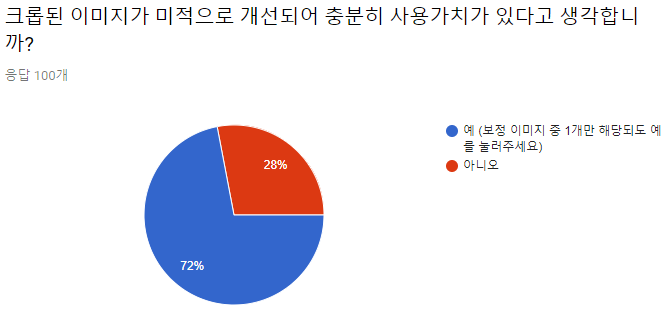 크롭된 이미지가 미적으로 개선되어 충분히 사용가치가 있다고 생각합니
까?
응답 100개
예 (보정 이미지 중 1개만 해당되도 예
를 눌러주세요)
아니오
28%
72%